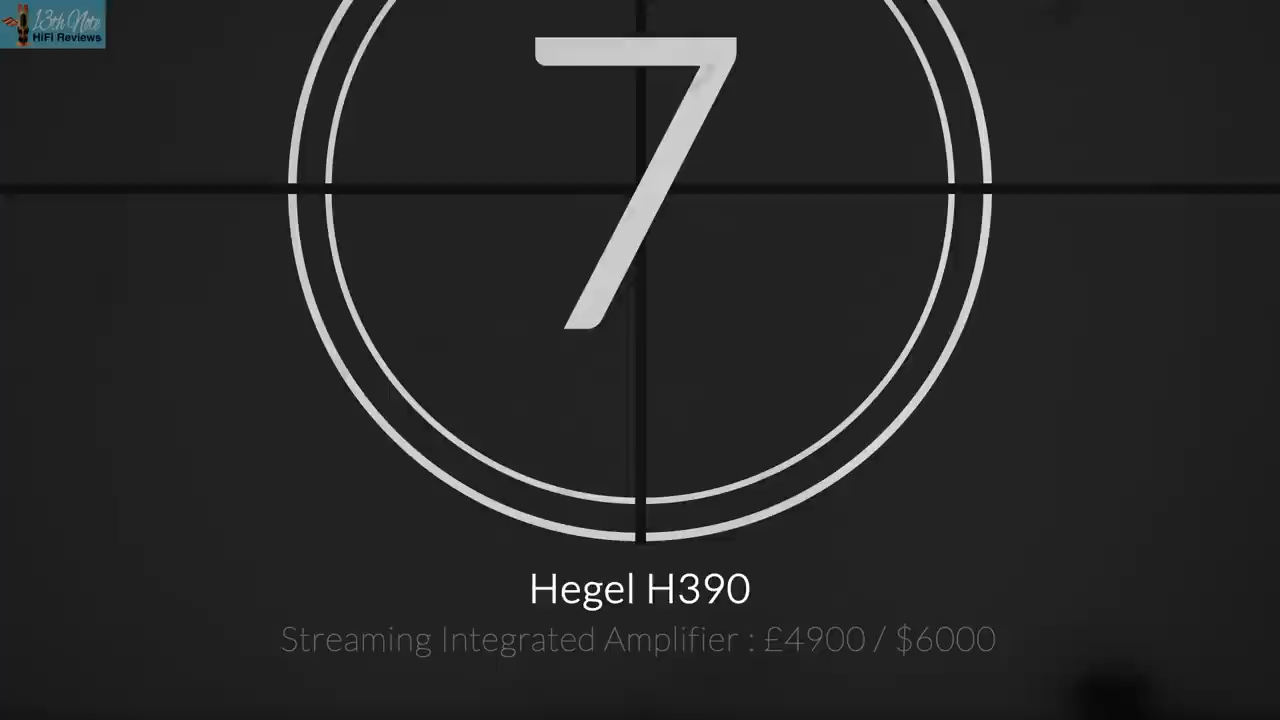 13th Note
HiFi Reviews
7
Hegel H390
Streaming Integrated Amplifier : £4900 / $6000